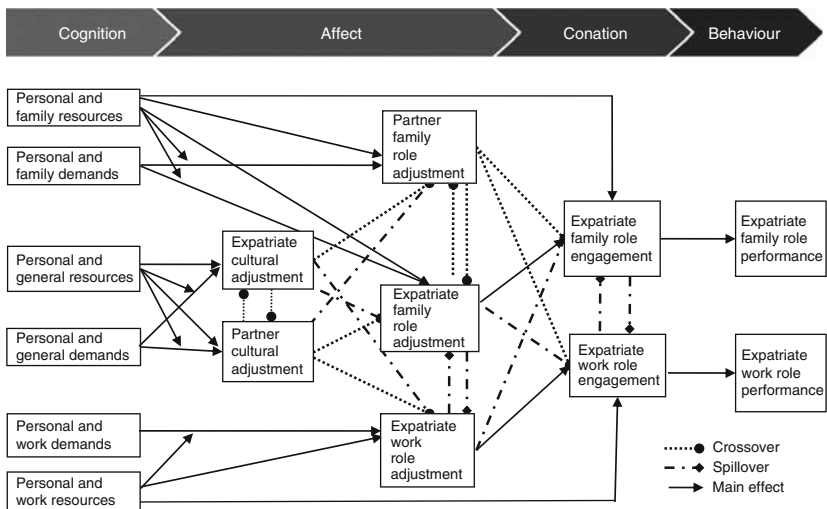 Cognition
Affect
Conation
Behaviour
Personal and
family resources
Personal and
family demands
Personal and
general resources
Personal and
general demands
Personal and
work demands
Personal and
work resources
Expatriate
cultural
adjustment
Partner
cultural
adjustment
Partner
family
role
adjustment
Expatriate
family
role
adjustment
Expatriate
work
role
adjustment
Expatriate
family role
engagement
Expatriate
work role
engagement
Expatriate
family role
performance
Expatriate
work role
performance
Crossover
Spillover
Main effect